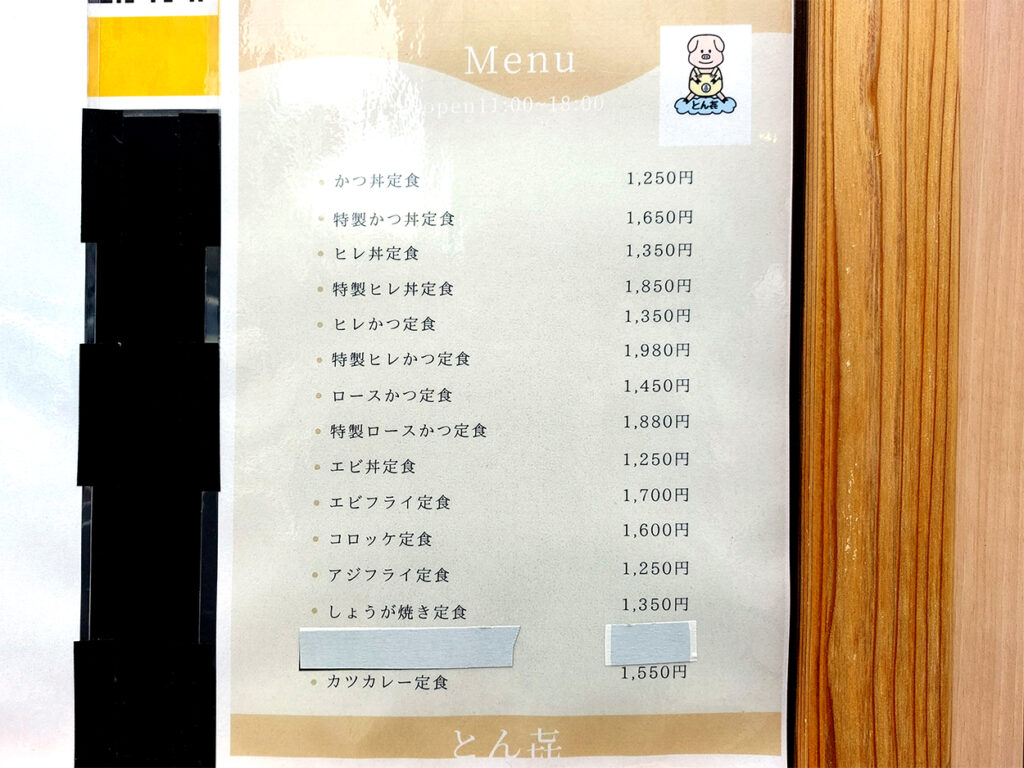 Menu
open11:00~18:00
とん㐂
かつ丼定食 1,250円
特製かつ丼定食 1,650円
ヒレ丼定食 1,350円
特製ヒレ丼定食 1,850円
ヒレかつ定食 1,350円
特製ヒレかつ定食 1,980円
ロースかつ定食 1,450円
特製ロースかつ定食 1,880円
エビ丼定食 1,250円
エビフライ定食 1,700円
コロッケ定食 1,600円
アジフライ定食 1,250円
しょうが焼き定食 1,350円
カツカレー定食 1,550円
とん㐂